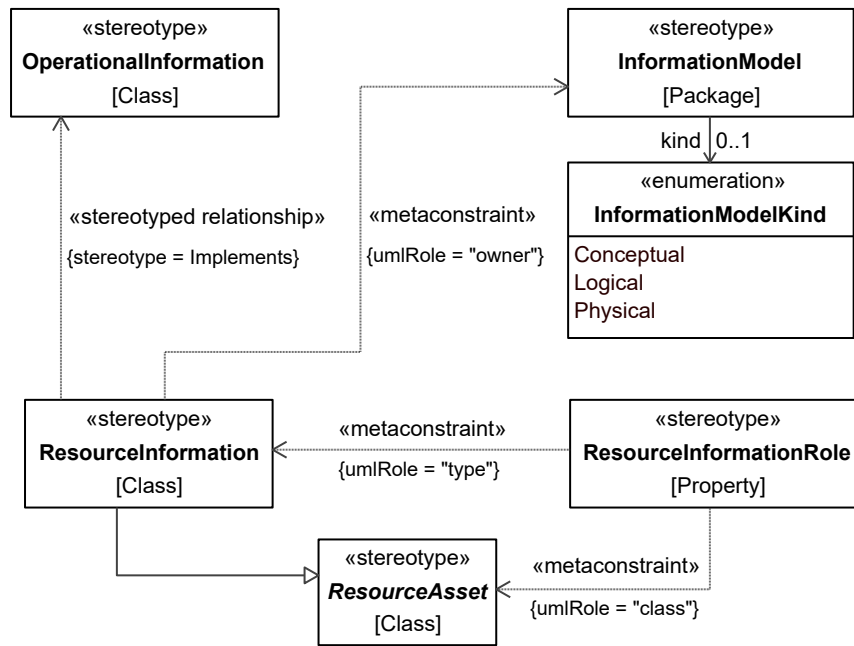 «stereotype»
OperationalInformation
[Class]
«stereotype»
InformationModel
[Package]
kind 0..1
«enumeration»
InformationModelKind
Conceptual
Logical
Physical
«stereotyped relationship»
{stereotype = Implements}
«metaconstraint»
{umlRole = "owner"}
«stereotype»
ResourceInformation
[Class]
«metaconstraint»
{umlRole = "type"}
«stereotype»
ResourceInformationRole
[Property]
«stereotype»
ResourceAsset
[Class]
«metaconstraint»
{umlRole = "class"}